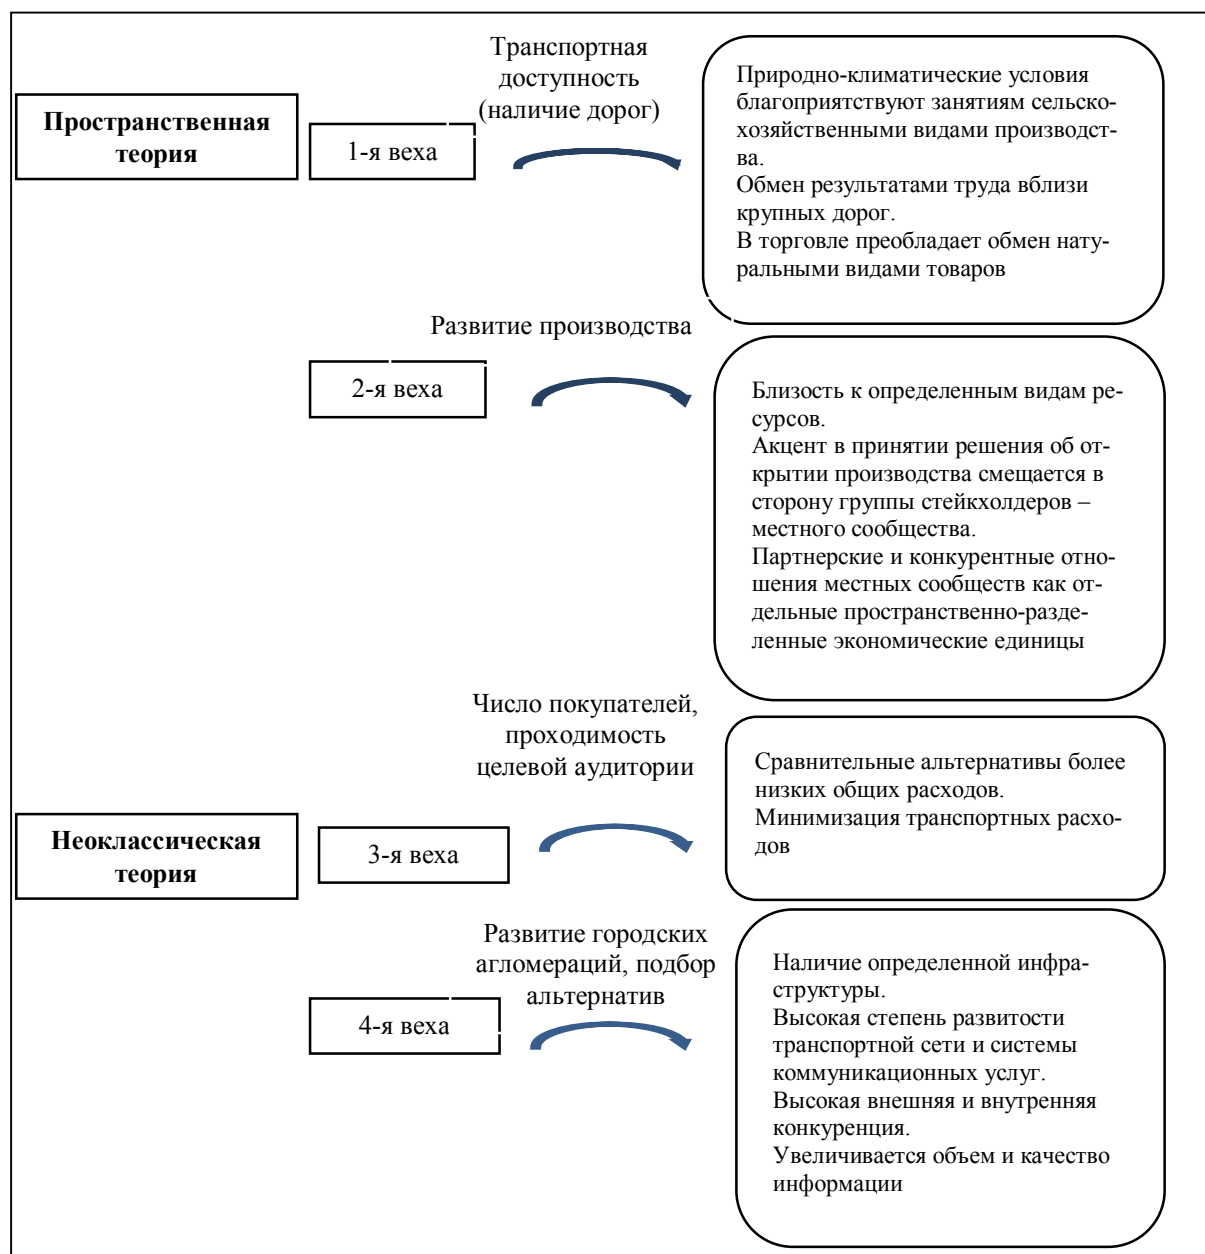 Пространственная
теория
1-я веха
Транспортная
доступность
(наличие дорог)
Природно-климатические условия
благоприятствуют занятиям сельско-
хозяйственными видами производст-
ва.
Обмен результатами труда вблизи
крупных дорог.
В торговле преобладает обмен нату-
ральными видами товаров
2-я веха
Развитие производства
Близость к определенным видам ре-
сурсов.
Акцент в принятии решения об от-
крытии производства смещается в
сторону группы стейкхолдеров –
местного сообщества.
Партнерские и конкурентные отно-
шения местных сообществ как от-
дельные пространственно-разде-
ленные экономические единицы
Неоклассическая
теория
3-я веха
Число покупателей,
проходимость
целевой аудитории
Сравнительные альтернативы более
низких общих расходов.
Минимизация транспортных расхо-
дов
4-я веха
Развитие городских
агломераций, подбор
альтернатив
Наличие определенной инфра-
структуры.
Высокая степень развитости
транспортной сети и системы
коммуникационных услуг.
Высокая внешняя и внутренняя
конкуренция.
Увеличивается объем и качество
информации